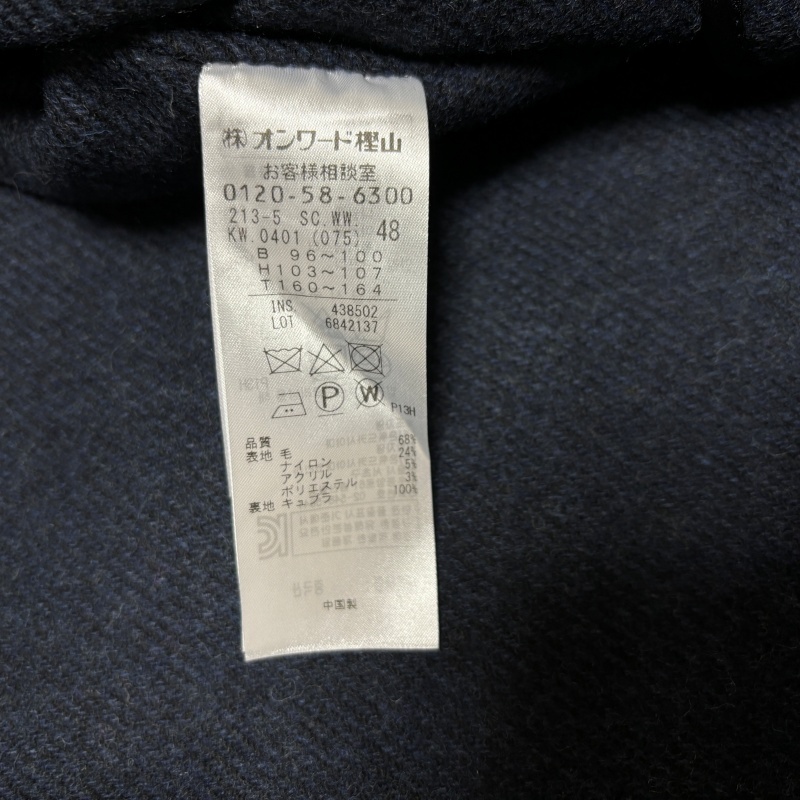 ㈱オンワード樫山
お客様相談室
0120-58-6300
213-5 SC.WW.
KW.0401 (075) 48
B 96〜100
H 103〜107
T 160〜164
INS. 438502
LOT 6842137
P W
P13H
品質
表地 毛 68%
ナイロン 24%
アクリル 5%
ポリエステル 3%
裏地 キュプラ 100%
中国製